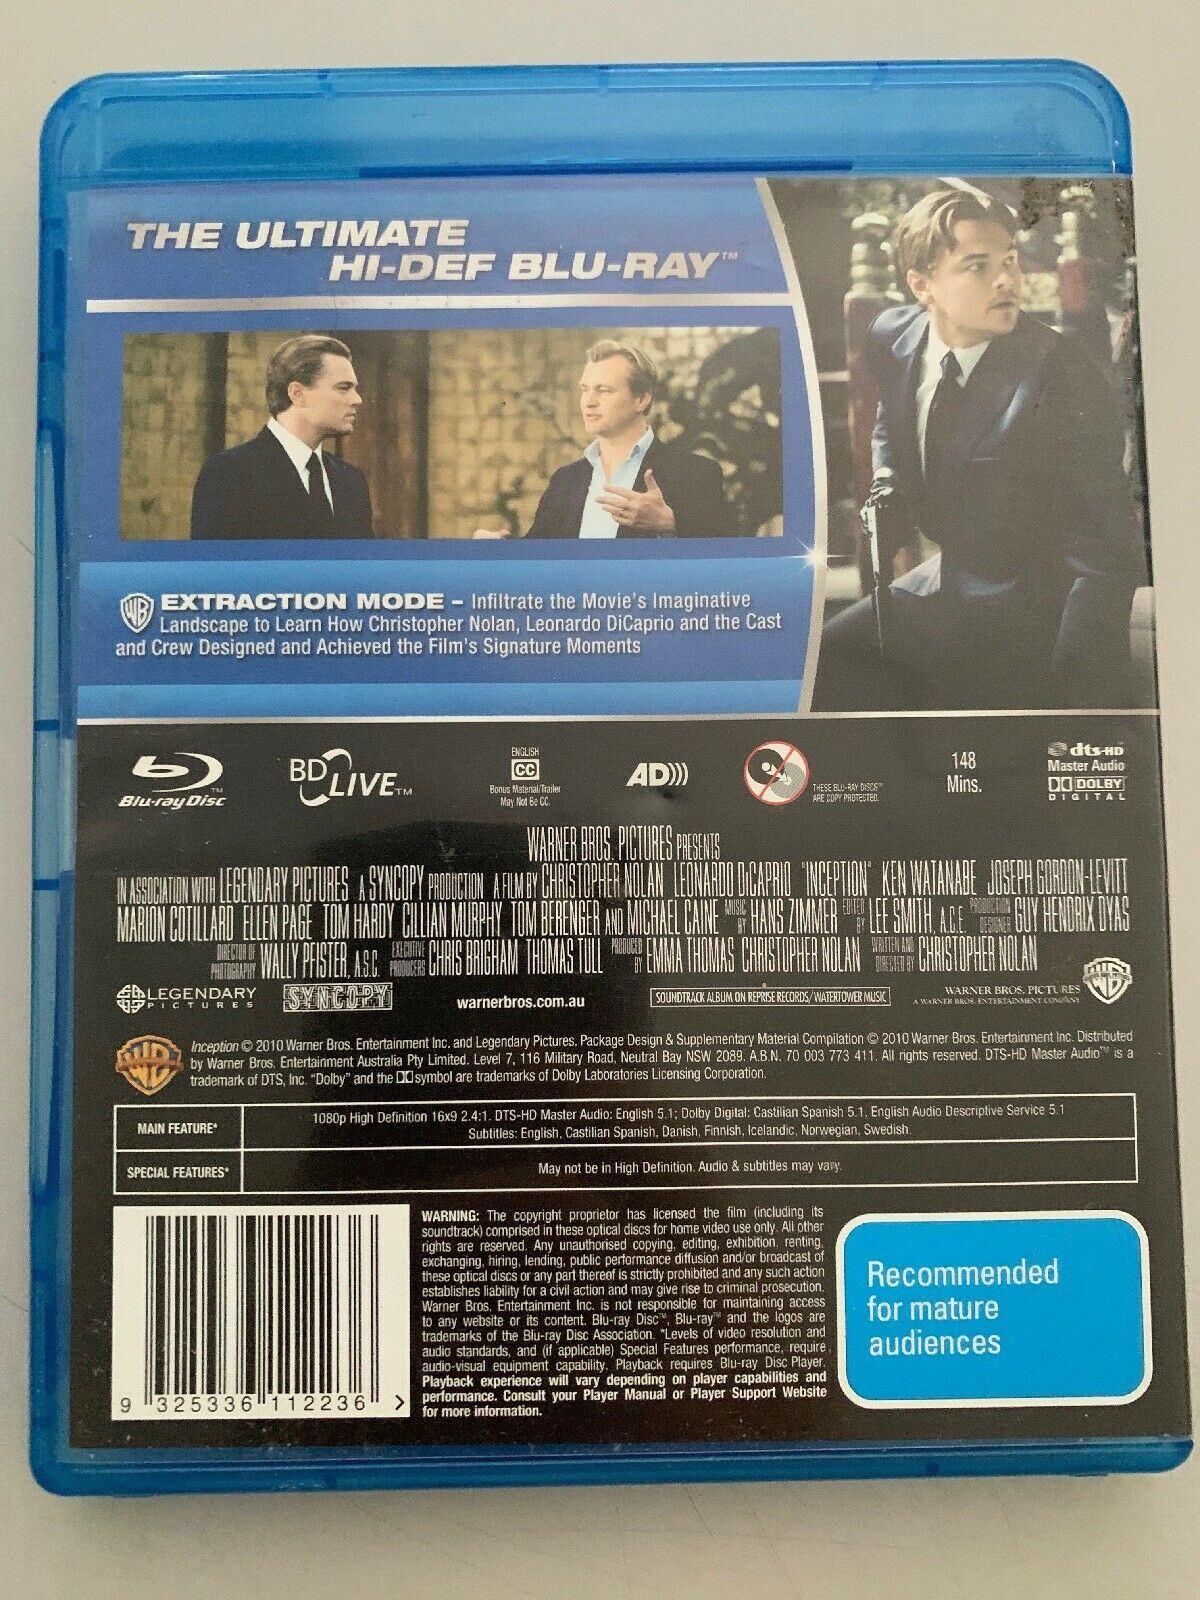 THE ULTIMATE
HI-DEF BLU-RAY™
WB EXTRACTION MODE – Infiltrate the Movie's Imaginative
Landscape to Learn How Christopher Nolan, Leonardo DiCaprio and the Cast
and Crew Designed and Achieved the Film's Signature Moments
Blu-ray Disc™
BD LIVE™
ENGLISH
CC
Bonus Material/Trailer
May Not Be CC.
AD)))
THESE BLU-RAY DISCS™
ARE COPY PROTECTED.
148
Mins.
dts-HD
Master Audio
DOLBY
DIGITAL
WARNER BROS. PICTURES PRESENTS
IN ASSOCIATION WITH LEGENDARY PICTURES A SYNCOPY PRODUCTION A FILM BY CHRISTOPHER NOLAN LEONARDO DiCAPRIO "INCEPTION" KEN WATANABE JOSEPH GORDON-LEVITT
MARION COTILLARD ELLEN PAGE TOM HARDY CILLIAN MURPHY TOM BERENGER AND MICHAEL CAINE MUSIC BY HANS ZIMMER EDITED BY LEE SMITH, A.C.E. PRODUCTION DESIGNER GUY HENDRIX DYAS
DIRECTOR OF PHOTOGRAPHY WALLY PFISTER, A.S.C. EXECUTIVE PRODUCERS CHRIS BRIGHAM THOMAS TULL PRODUCED BY EMMA THOMAS CHRISTOPHER NOLAN WRITTEN AND DIRECTED BY CHRISTOPHER NOLAN
LEGENDARY
PICTURES
SYNCOPY
warnerbros.com.au
SOUNDTRACK ALBUM ON REPRISE RECORDS/WATERTOWER MUSIC
WARNER BROS. PICTURES
A WARNER BROS. ENTERTAINMENT COMPANY
WB
WB
Inception © 2010 Warner Bros. Entertainment Inc. and Legendary Pictures. Package Design & Supplementary Material Compilation © 2010 Warner Bros. Entertainment Inc. Distributed
by Warner Bros. Entertainment Australia Pty Limited. Level 7, 116 Military Road, Neutral Bay NSW 2089. A.B.N. 70 003 773 411. All rights reserved. DTS-HD Master Audio™ is a
trademark of DTS, Inc. "Dolby" and the symbol are trademarks of Dolby Laboratories Licensing Corporation.
MAIN FEATURE*
1080p High Definition 16x9 2.4:1. DTS-HD Master Audio: English 5.1; Dolby Digital: Castilian Spanish 5.1, English Audio Descriptive Service 5.1
Subtitles: English, Castilian Spanish, Danish, Finnish, Icelandic, Norwegian, Swedish.
SPECIAL FEATURES*
May not be in High Definition. Audio & subtitles may vary.
WARNING: The copyright proprietor has licensed the film (including its
soundtrack) comprised in these optical discs for home video use only. All other
rights are reserved. Any unauthorised copying, editing, exhibition, renting,
exchanging, hiring, lending, public performance diffusion and/or broadcast of
these optical discs or any part thereof is strictly prohibited and any such action
establishes liability for a civil action and may give rise to criminal prosecution.
Warner Bros. Entertainment Inc. is not responsible for maintaining access
to any website or its content. Blu-ray Disc™, Blu-ray™ and the logos are
trademarks of the Blu-ray Disc Association. *Levels of video resolution and
audio standards, and (if applicable) Special Features performance, require
audio-visual equipment capability. Playback requires Blu-ray Disc Player.
Playback experience will vary depending on player capabilities and
performance. Consult your Player Manual or Player Support Website
for more information.
9 325336 112236 >
Recommended
for mature
audiences